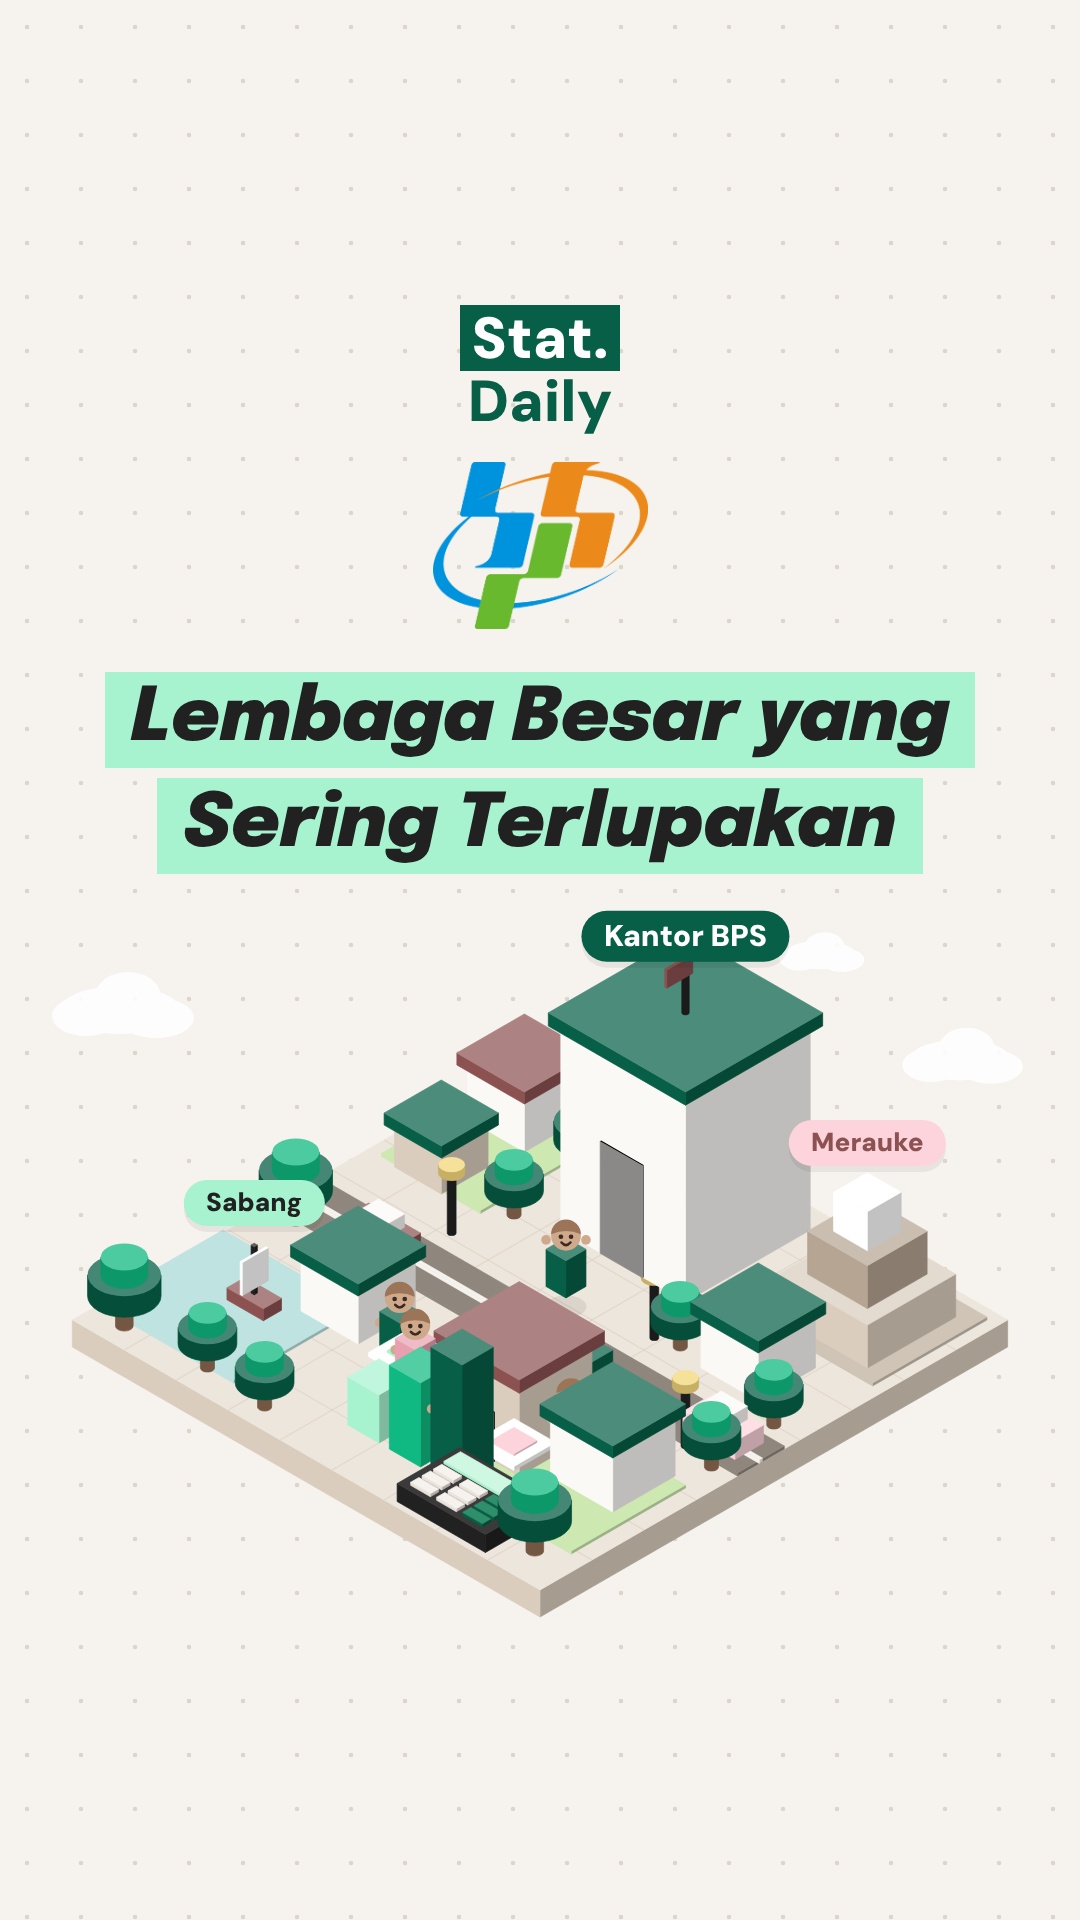 Stat.
Daily
Lembaga Besar yang
Sering Terlupakan
Kantor BPS
Merauke
Sabang